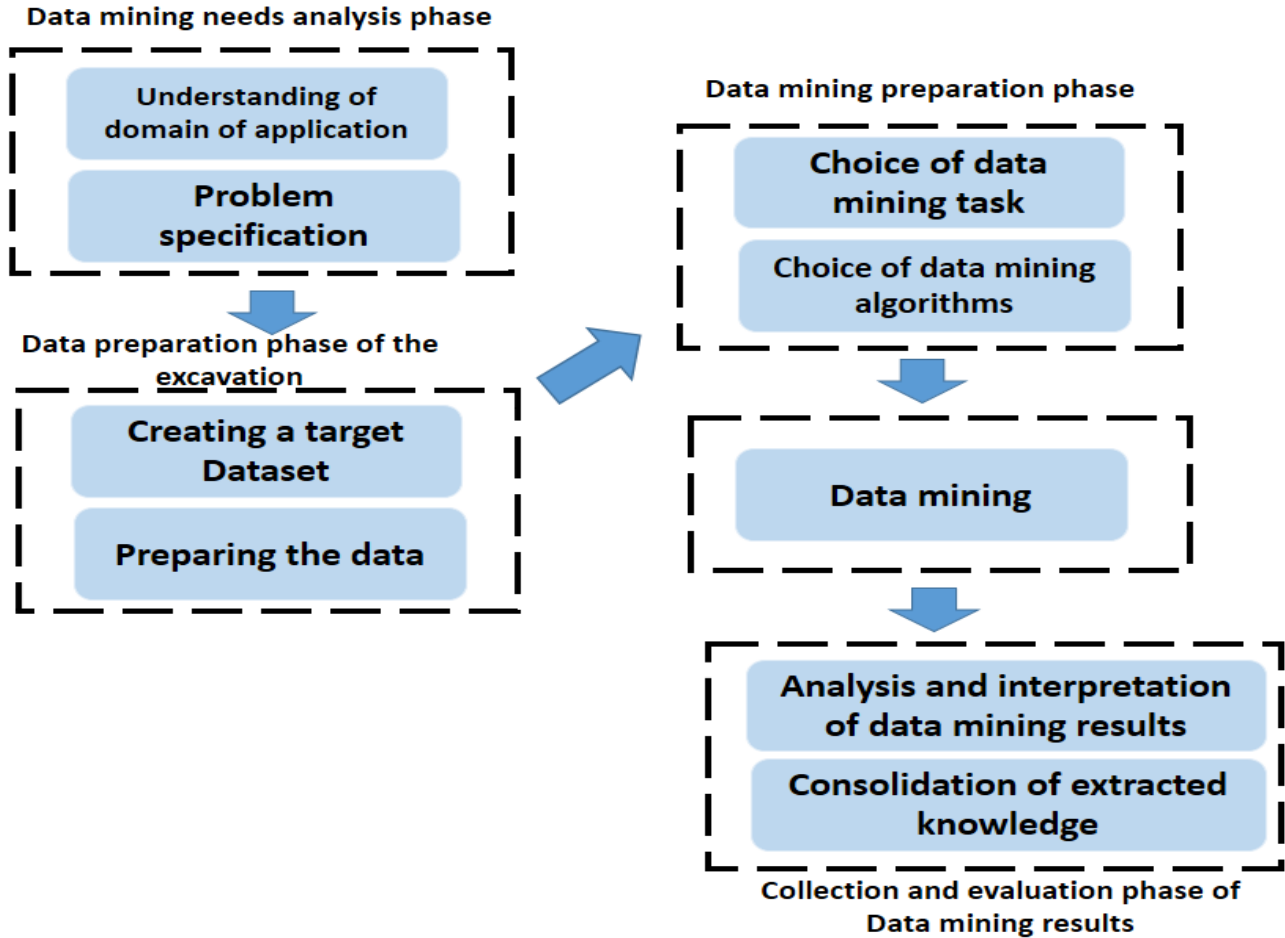 Data mining needs analysis phase
Understanding of
domain of application
Problem
specification
Data preparation phase of the
excavation
Creating a target
Dataset
Preparing the data
Data mining preparation phase
Choice of data
mining task
Choice of data mining
algorithms
Data mining
Analysis and interpretation
of data mining results
Consolidation of extracted
knowledge
Collection and evaluation phase of
Data mining results